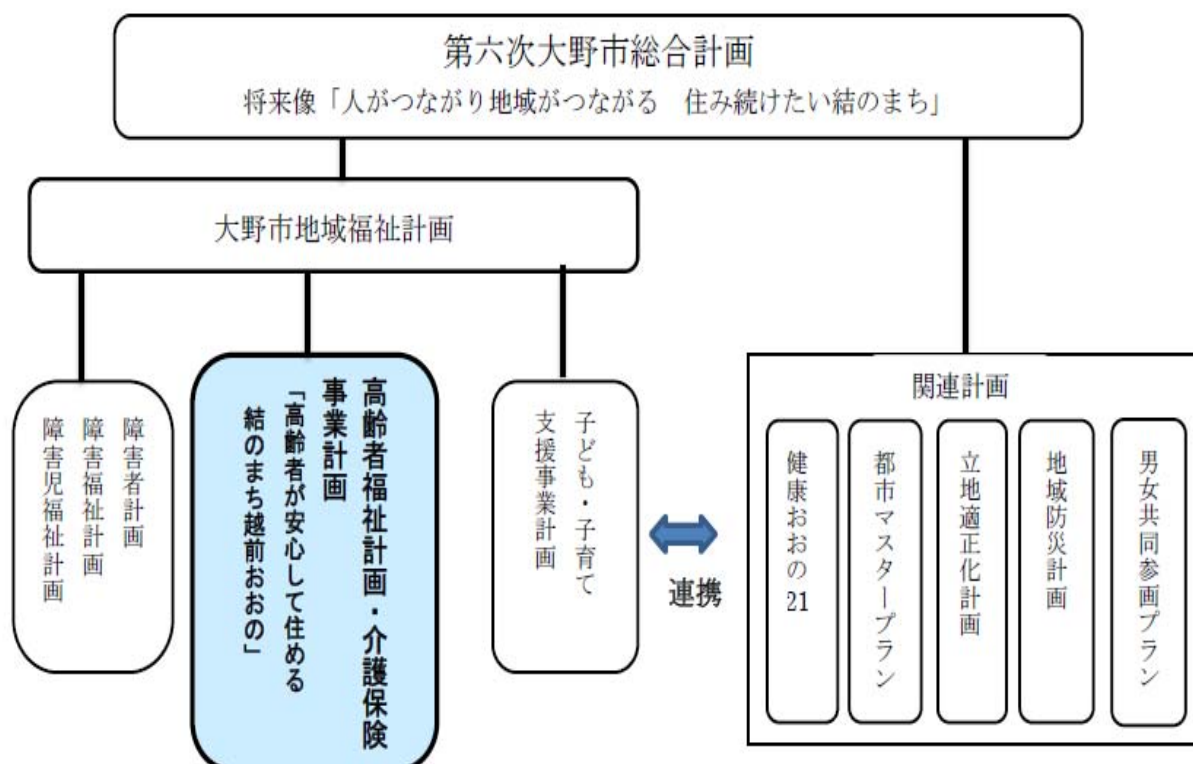 第六次大野市総合計画
将来像「人がつながり地域がつながる　住み続けたい結のまち」
大野市地域福祉計画
障害者計画
障害福祉計画
障害児福祉計画
高齢者福祉計画・介護保険
事業計画
「高齢者が安心して住める
結のまち越前おおの」
子ども・子育て
支援事業計画
連携
関連計画
健康おおの21
都市マスタープラン
立地適正化計画
地域防災計画
男女共同参画プラン